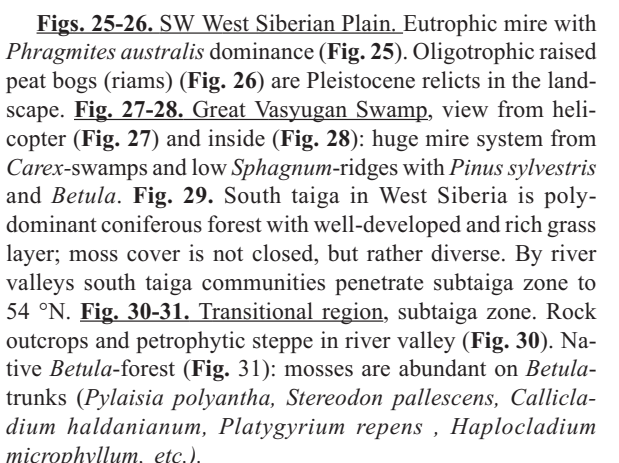 Figs. 25-26. SW West Siberian Plain. Eutrophic mire with
Phragmites australis dominance (Fig. 25). Oligotrophic raised
peat bogs (riams) (Fig. 26) are Pleistocene relicts in the land-
scape. Fig. 27-28. Great Vasyugan Swamp, view from heli-
copter (Fig. 27) and inside (Fig. 28): huge mire system from
Carex-swamps and low Sphagnum-ridges with Pinus sylvestris
and Betula. Fig. 29. South taiga in West Siberia is poly-
dominant coniferous forest with well-developed and rich grass
layer; moss cover is not closed, but rather diverse. By river
valleys south taiga communities penetrate subtaiga zone to
54 °N. Fig. 30-31. Transitional region, subtaiga zone. Rock
outcrops and petrophytic steppe in river valley (Fig. 30). Na-
tive Betula-forest (Fig. 31): mosses are abundant on Betula-
trunks (Pylaisia polyantha, Stereodon pallescens, Callicla-
dium haldanianum, Platygyrium repens , Haplocladium
microphyllum, etc.).